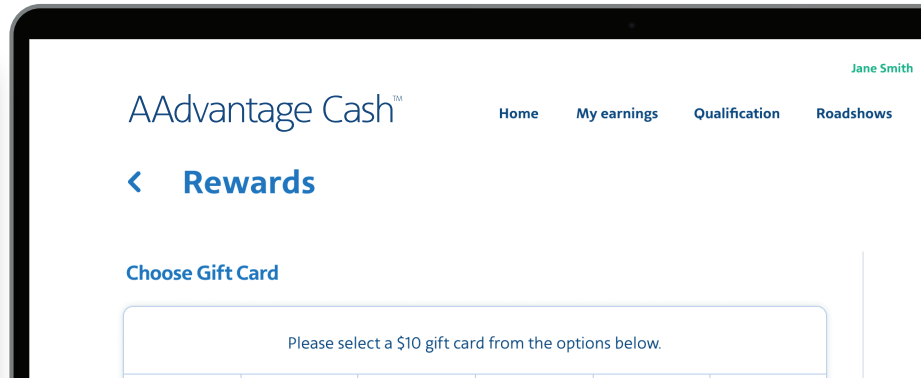 Jane Smith
AAdvantage Cash™
Home My earnings Qualification Roadshows
Rewards
Choose Gift Card
Please select a $10 gift card from the options below.